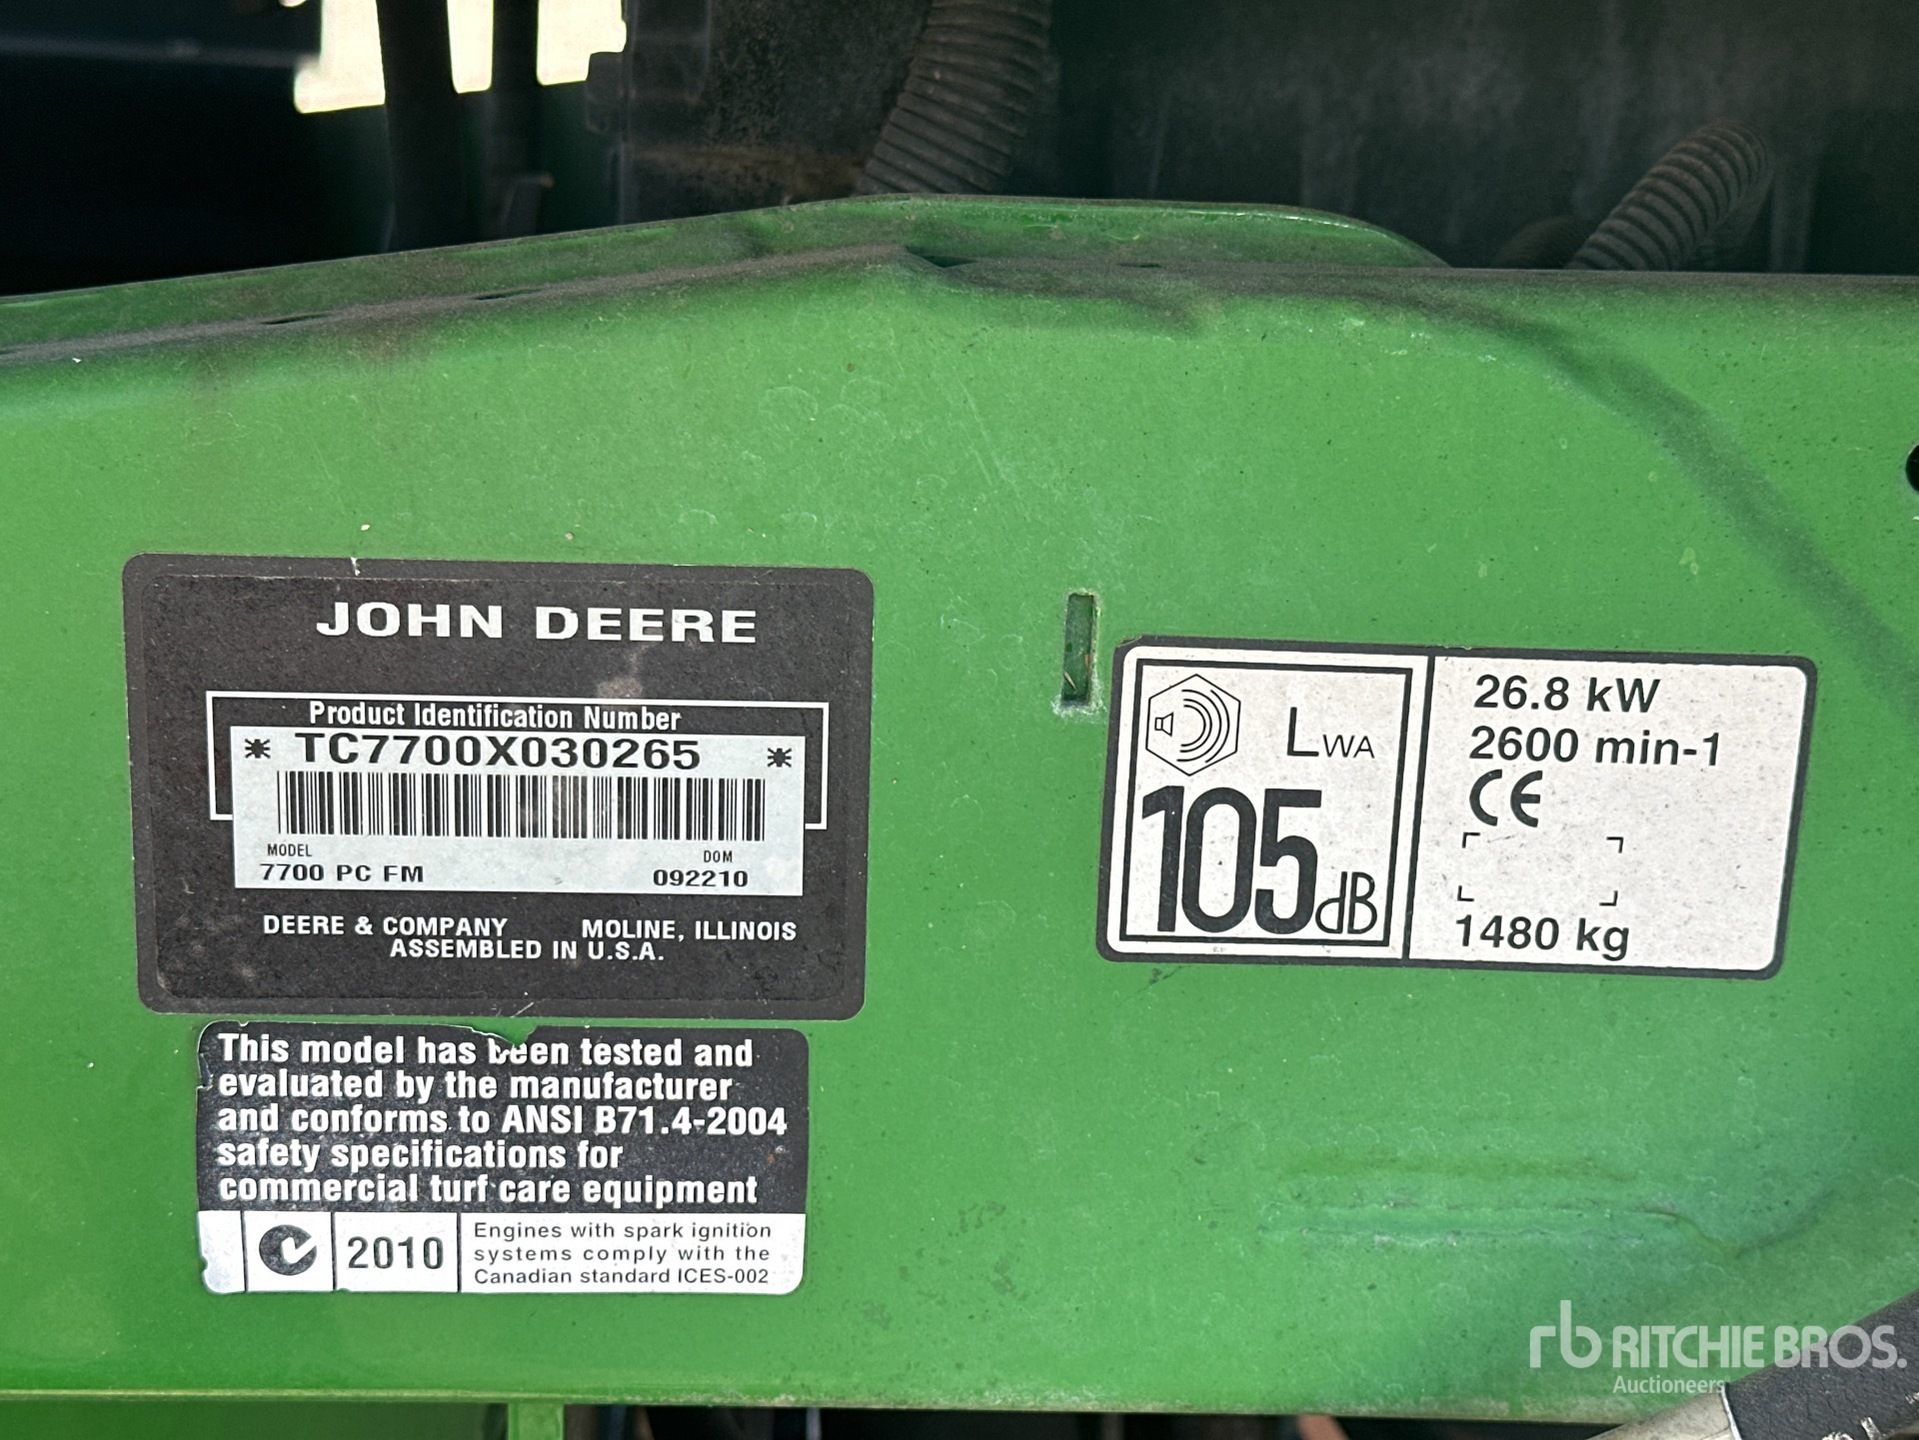 JOHN DEERE
Product Identification Number
* TC7700X030265 *
MODEL
DOM
7700 PC FM
092210
DEERE & COMPANY MOLINE, ILLINOIS
ASSEMBLED IN U.S.A.
This model has been tested and
evaluated by the manufacturer
and conforms to ANSI B71.4-2004
safety specifications for
commercial turf care equipment
2010
Engines with spark ignition
systems comply with the
Canadian standard ICES-002
LWA
105dB
26.8 kW
2600 min-1
CE
1480 kg
rb RITCHIE BROS.
Auctioneers